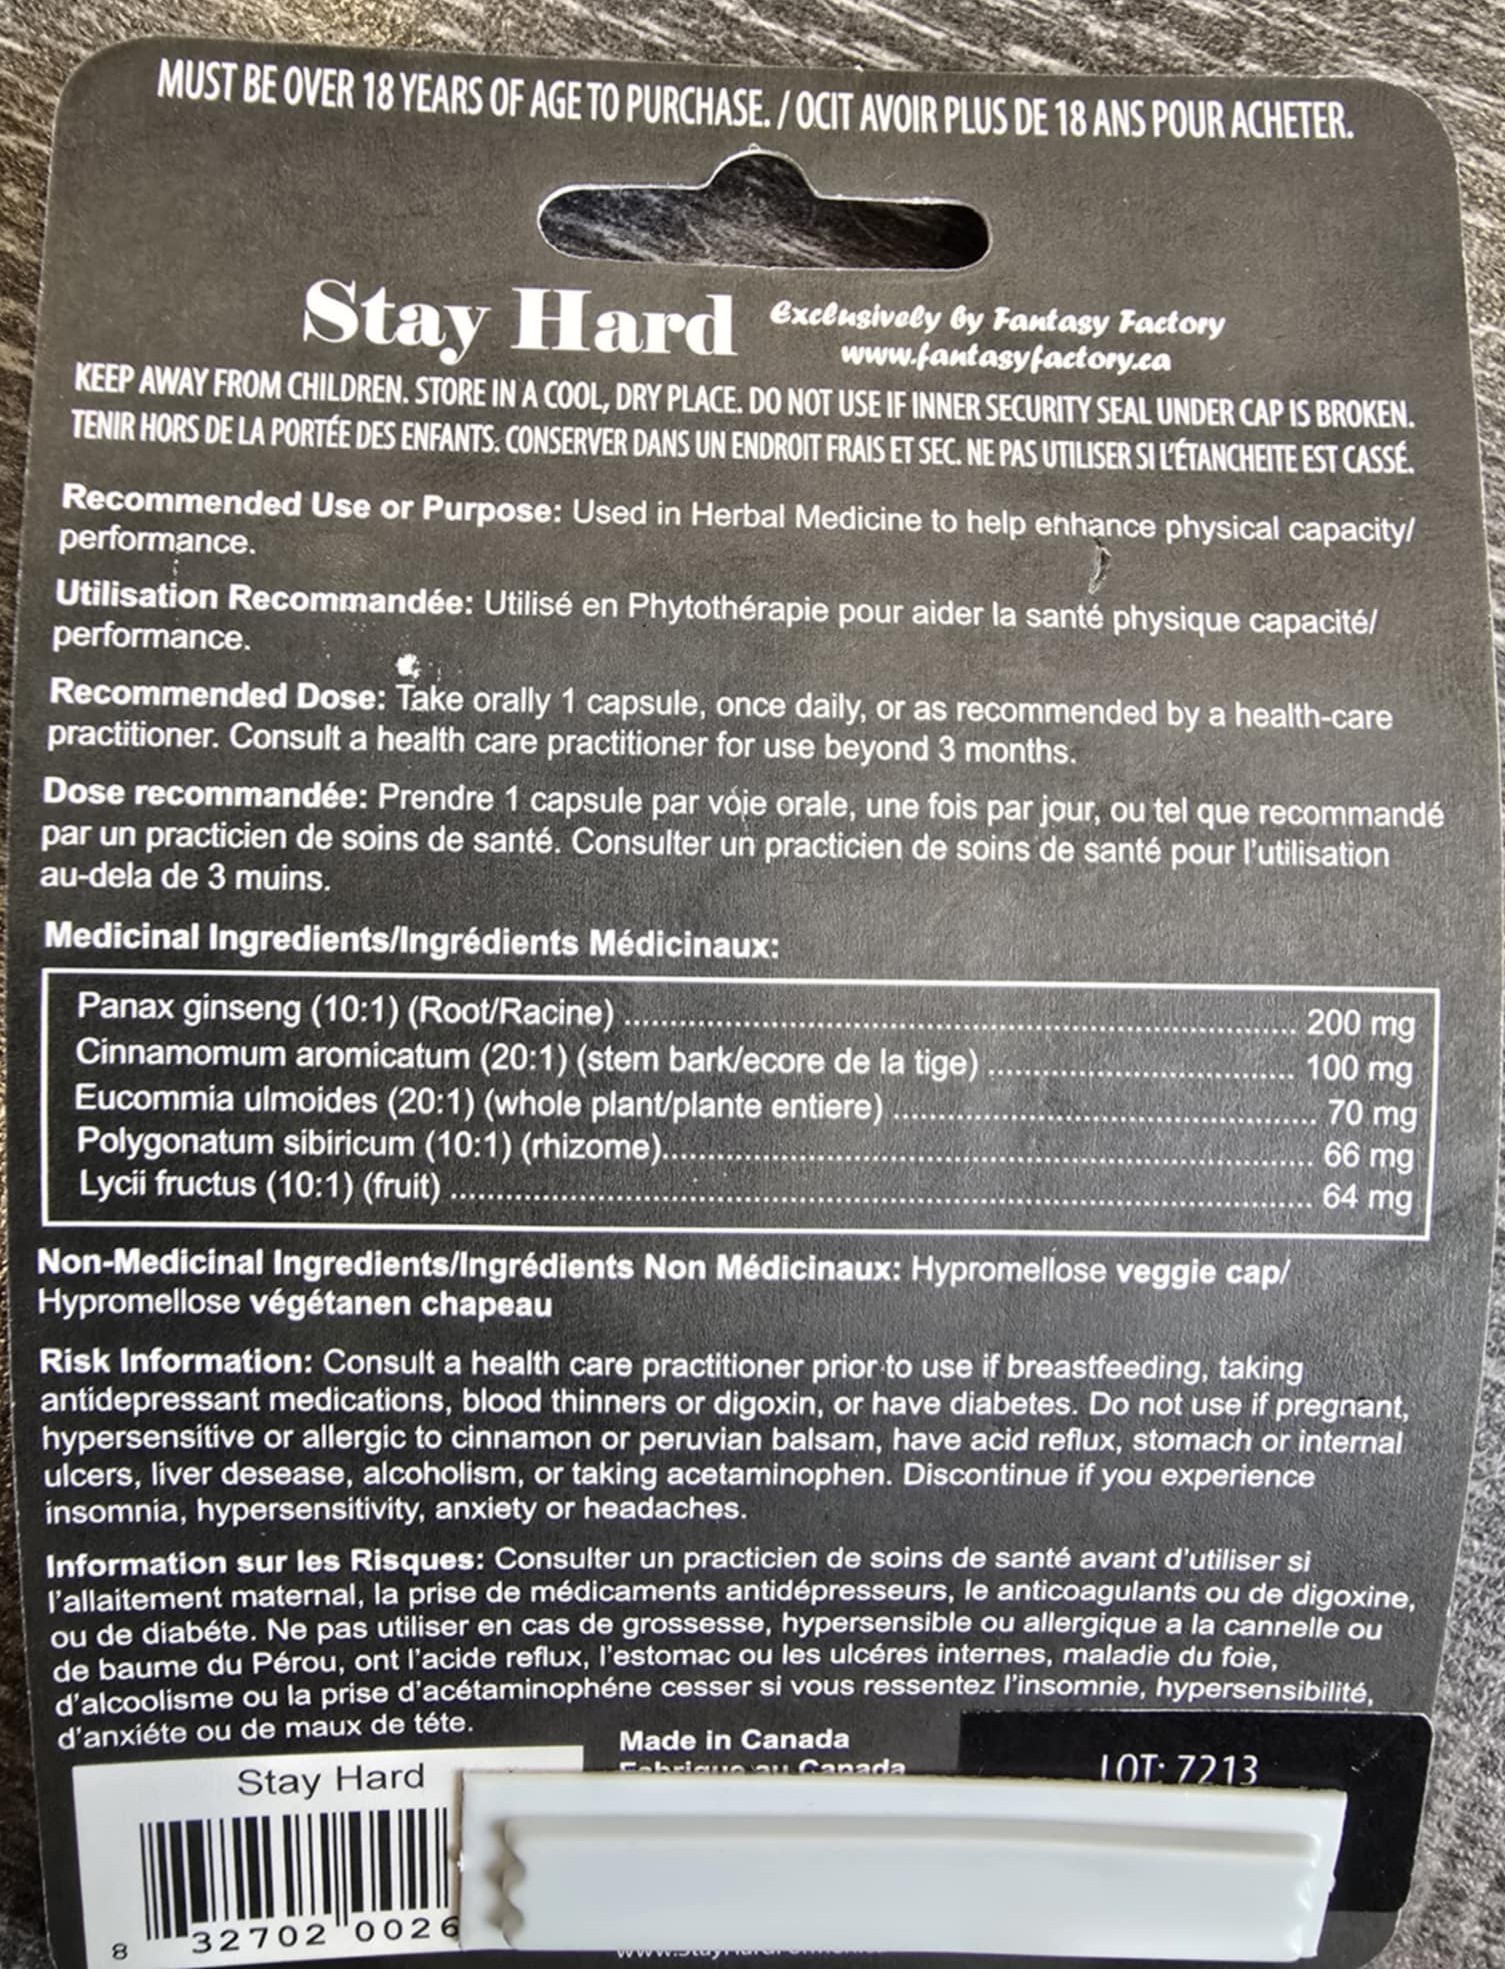 MUST BE OVER 18 YEARS OF AGE TO PURCHASE. / OCIT AVOIR PLUS DE 18 ANS POUR ACHETER.
Stay Hard
Exclusively by Fantasy Factory
www.fantasyfactory.ca
KEEP AWAY FROM CHILDREN. STORE IN A COOL, DRY PLACE. DO NOT USE IF INNER SECURITY SEAL UNDER CAP IS BROKEN.
TENIR HORS DE LA PORTÉE DES ENFANTS. CONSERVER DANS UN ENDROIT FRAIS ET SEC. NE PAS UTILISER SI L'ÉTANCHEITE EST CASSÉ.
Recommended Use or Purpose: Used in Herbal Medicine to help enhance physical capacity/
performance.
Utilisation Recommandée: Utilisé en Phytothérapie pour aider la santé physique capacité/
performance.
Recommended Dose: Take orally 1 capsule, once daily, or as recommended by a health-care
practitioner. Consult a health care practitioner for use beyond 3 months.
Dose recommandée: Prendre 1 capsule par vóie orale, une fois par jour, ou tel que recommandé
par un practicien de soins de santé. Consulter un practicien de soins de santé pour l'utilisation
au-dela de 3 muins.
Medicinal Ingredients/Ingrédients Médicinaux:
Panax ginseng (10:1) (Root/Racine) 200 mg
Cinnamomum aromicatum (20:1) (stem bark/ecore de la tige) 100 mg
Eucommia ulmoides (20:1) (whole plant/plante entiere) 70 mg
Polygonatum sibiricum (10:1) (rhizome) 66 mg
Lycii fructus (10:1) (fruit) 64 mg
Non-Medicinal Ingredients/Ingrédients Non Médicinaux: Hypromellose veggie cap/
Hypromellose végétanen chapeau
Risk Information: Consult a health care practitioner prior to use if breastfeeding, taking
antidepressant medications, blood thinners or digoxin, or have diabetes. Do not use if pregnant,
hypersensitive or allergic to cinnamon or peruvian balsam, have acid reflux, stomach or internal
ulcers, liver desease, alcoholism, or taking acetaminophen. Discontinue if you experience
insomnia, hypersensitivity, anxiety or headaches.
Information sur les Risques: Consulter un practicien de soins de santé avant d'utiliser si
l'allaitement maternal, la prise de médicaments antidépresseurs, le anticoagulants ou de digoxine,
ou de diabéte. Ne pas utiliser en cas de grossesse, hypersensible ou allergique a la cannelle ou
de baume du Pérou, ont l'acide reflux, l'estomac ou les ulcéres internes, maladie du foie,
d'alcoolisme ou la prise d'acétaminophéne cesser si vous ressentez l'insomnie, hypersensibilité,
d'anxiéte ou de maux de téte.
Made in Canada
Fabrique au Canada
LOT: 7213
Stay Hard
8 32702 0026